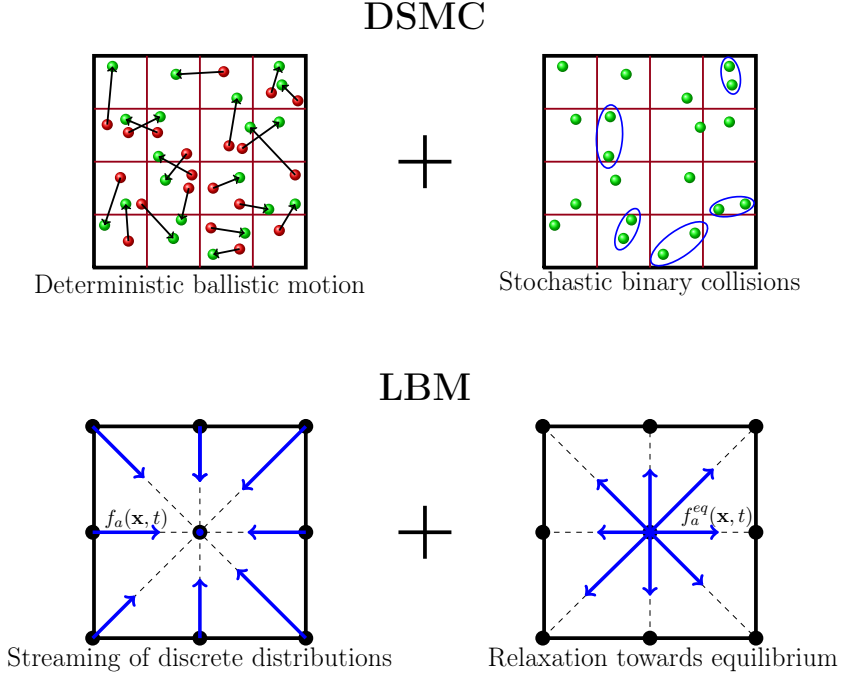 DSMC
Deterministic ballistic motion
+
Stochastic binary collisions
LBM
f_a(𝐱, t)
+
f_a^{eq}(𝐱, t)
Streaming of discrete distributions
Relaxation towards equilibrium